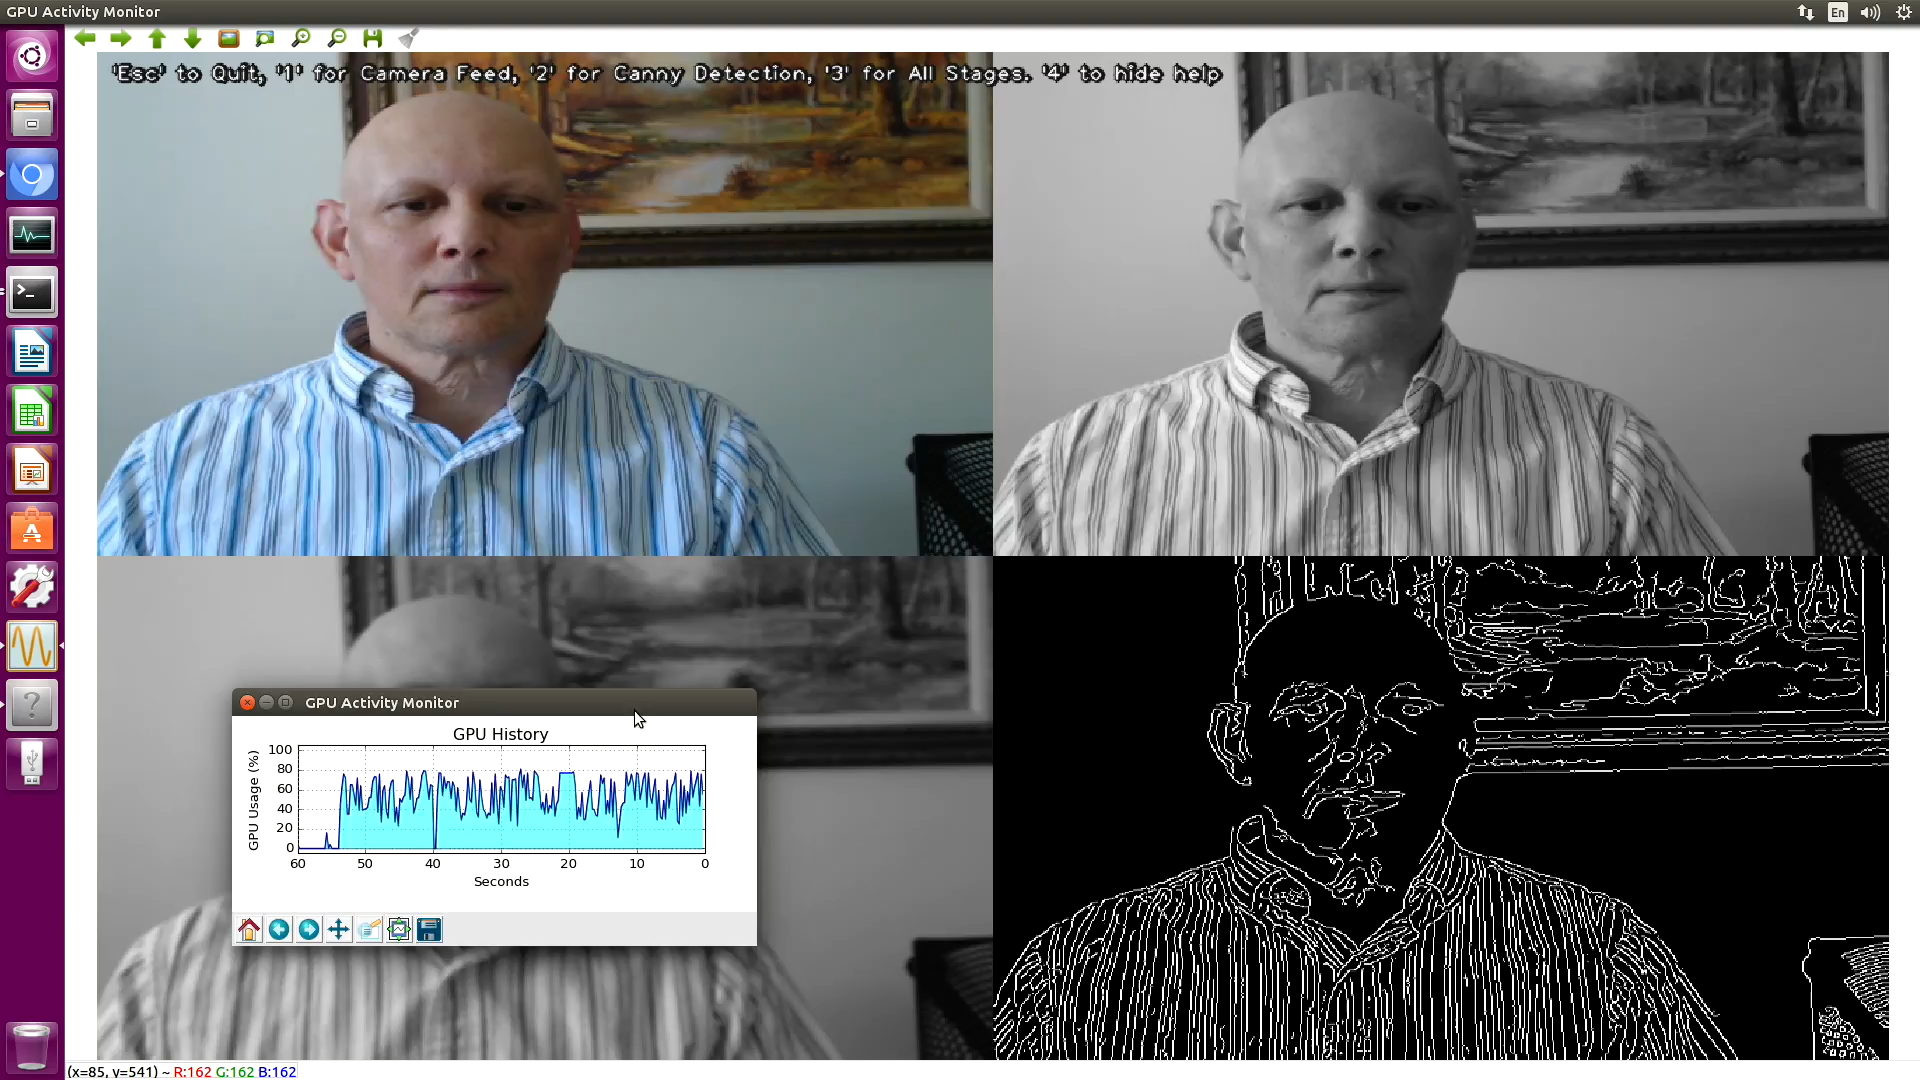 GPU Activity Monitor
En
'Esc' to Quit, '1' for Camera Feed, '2' for Canny Detection, '3' for All Stages. '4' to hide help
GPU Activity Monitor
GPU History
GPU Usage (%)
100
80
60
40
20
0
60 50 40 30 20 10 0
Seconds
(x=85, y=541) ~ R:162 G:162 B:162